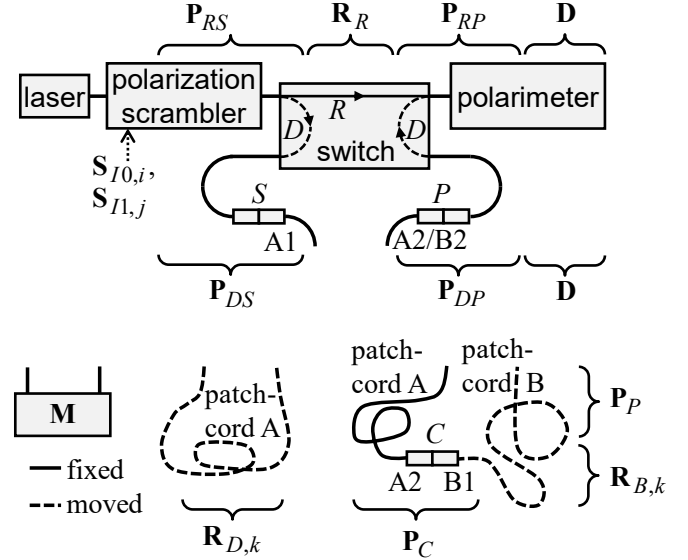 P_RS R_R P_RP D
laser
polarization
scrambler
polarimeter
R
D D
switch
S_I0,i,
S_I1,j
S P
A1 A2/B2
P_DS P_DP D
patch-
cord A
patch-
cord B
M
patch-
cord A
P_P
C
fixed
A2 B1
moved
R_B,k
R_D,k P_C